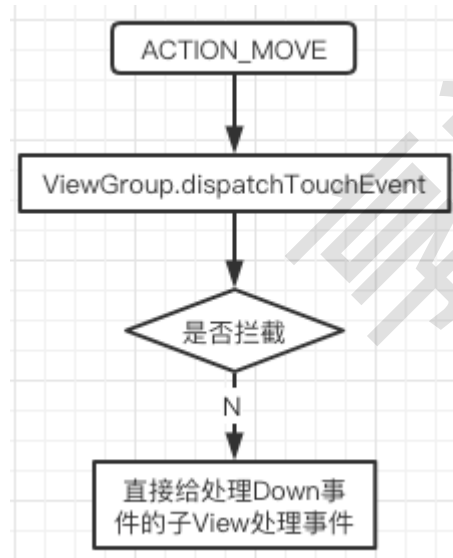 ACTION_MOVE
ViewGroup.dispatchTouchEvent
是否拦截
N
直接给处理Down事
件的子View处理事件